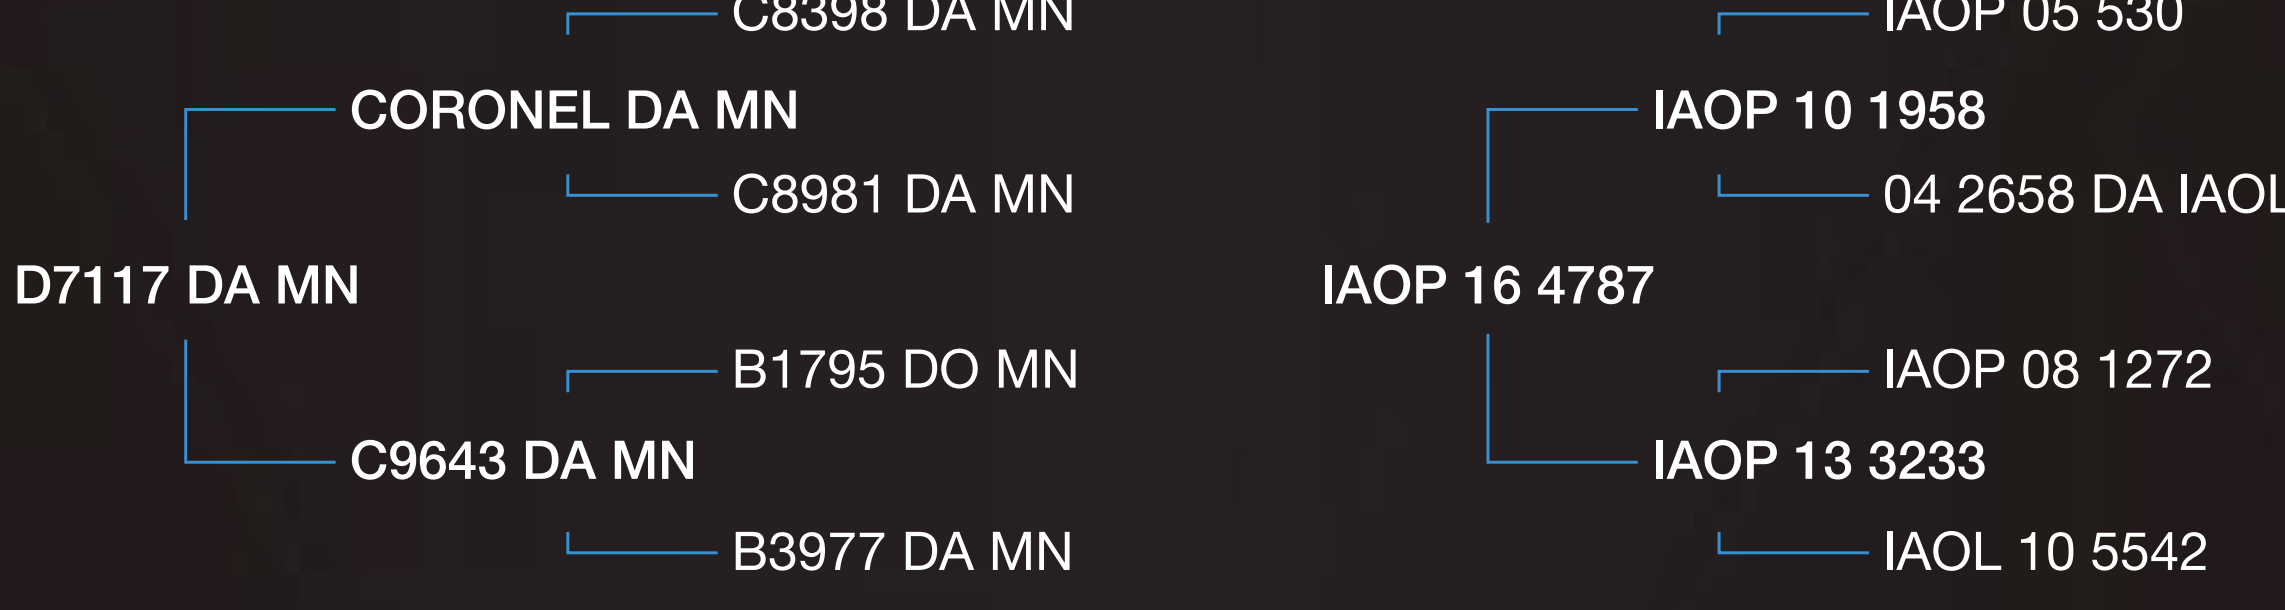 C8398 DA MN
CORONEL DA MN
C8981 DA MN
D7117 DA MN
B1795 DO MN
C9643 DA MN
B3977 DA MN
IAOP 05 530
IAOP 10 1958
04 2658 DA IAOL
IAOP 16 4787
IAOP 08 1272
IAOP 13 3233
IAOL 10 5542